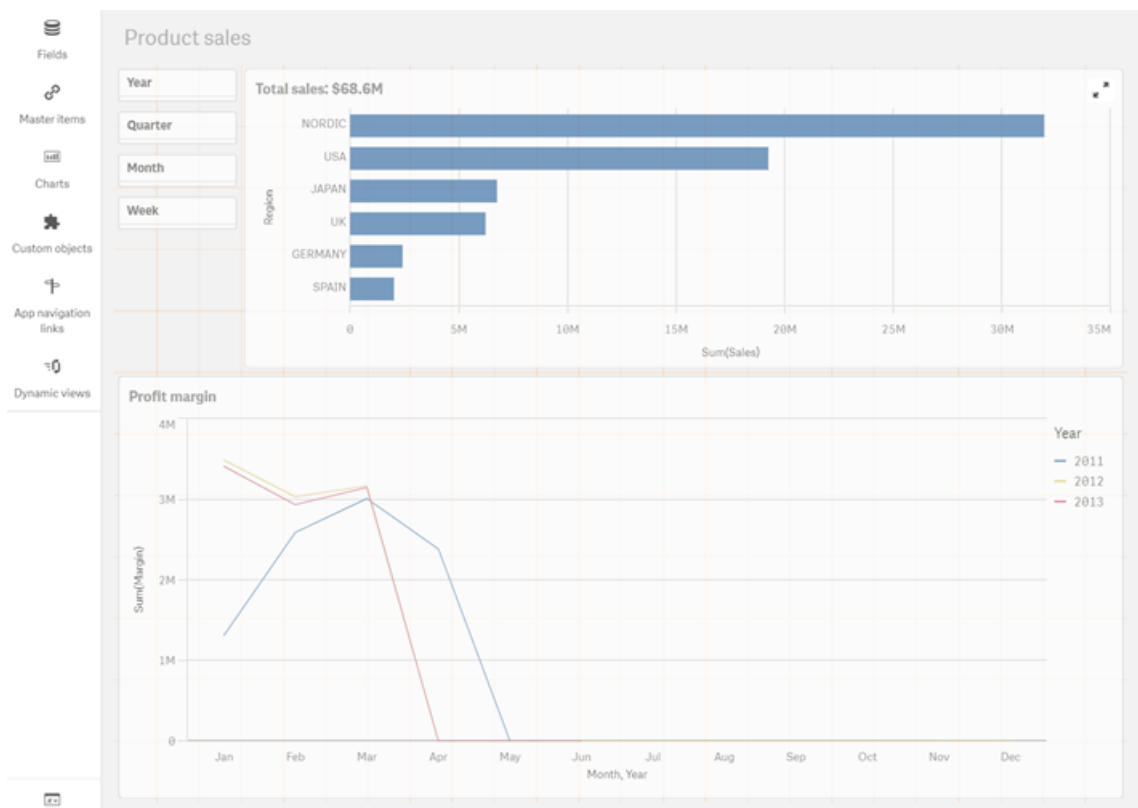 Fields
Master items
Charts
Custom objects
App navigation
links
Dynamic views
Product sales
Year
Quarter
Month
Week
Total sales: $68.6M
Region
NORDIC
USA
JAPAN
UK
GERMANY
SPAIN
0 5M 10M 15M 20M 25M 30M 35M
Sum(Sales)
Profit margin
Sum(Margin)
4M
3M
2M
1M
0
Jan Feb Mar Apr May Jun Jul Aug Sep Oct Nov Dec
Month, Year
Year
2011
2012
2013